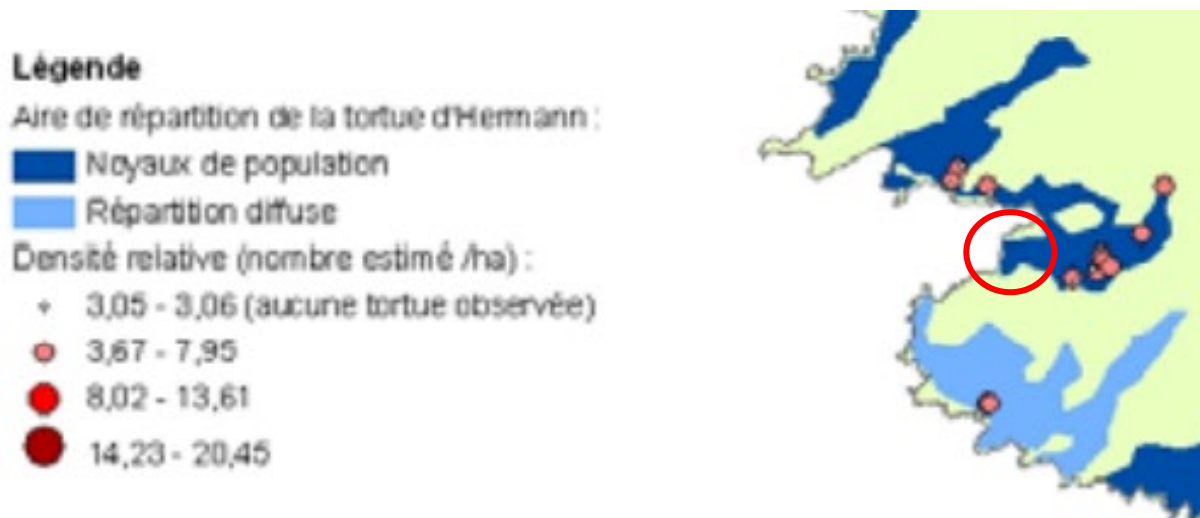 Légende
Aire de répartition de la tortue d'Hermann :
Noyaux de population
Répartition diffuse
Densité relative (nombre estimé /ha) :
3,05 - 3,06 (aucune tortue observée)
3,67 - 7,95
8,02 - 13,61
14,23 - 20,45